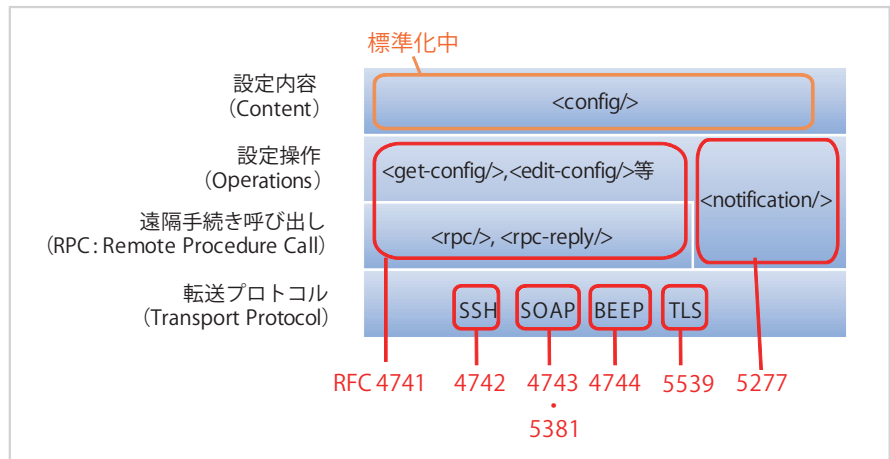 標準化中
設定内容
（Content）
<config/>
設定操作
（Operations）
<get-config/>,<edit-config/>等
<notification/>
遠隔手続き呼び出し
（RPC：Remote Procedure Call）
<rpc/>, <rpc-reply/>
転送プロトコル
（Transport Protocol）
SSH SOAP BEEP TLS
RFC 4741 4742 4743 4744 5539 5277
・
5381